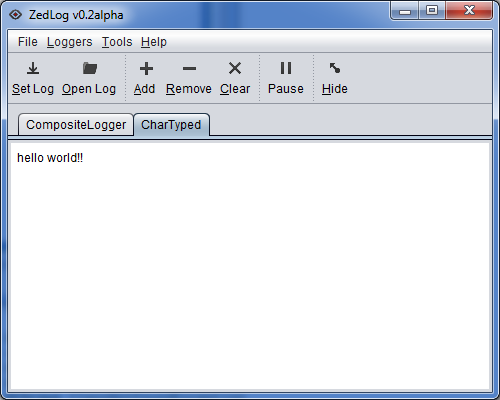 ZedLog v0.2alpha
File Loggers Tools Help
Set Log Open Log Add Remove Clear Pause Hide
CompositeLogger CharTyped
hello world!!